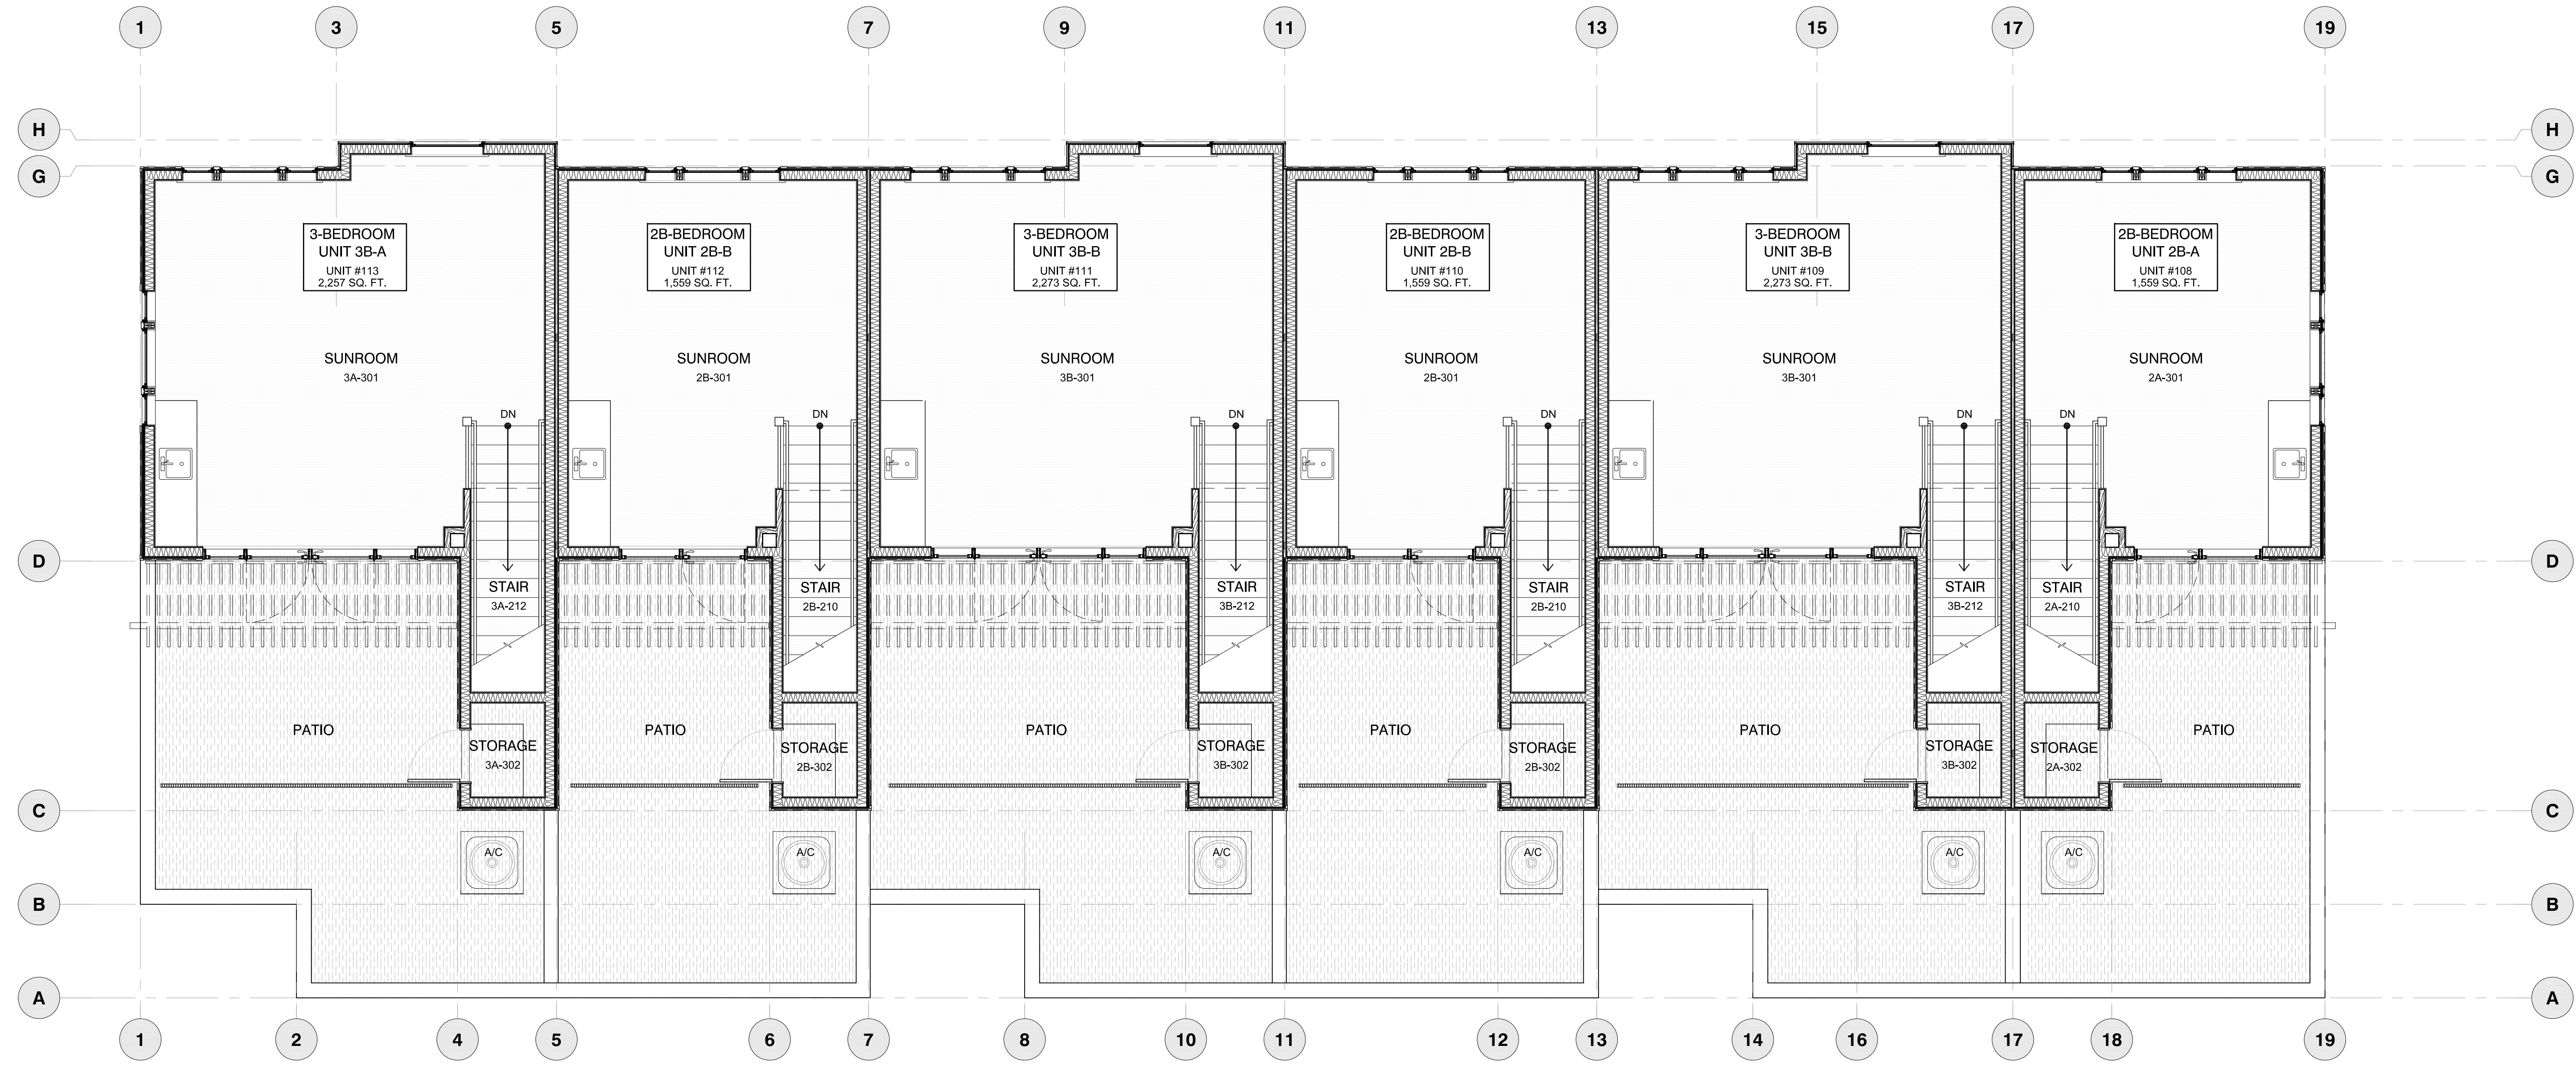 1 3 5 7 9 11 13 15 17 19
H H
G G
3-BEDROOM
UNIT 3B-A
UNIT #113
2,257 SQ. FT.
2B-BEDROOM
UNIT 2B-B
UNIT #112
1,559 SQ. FT.
3-BEDROOM
UNIT 3B-B
UNIT #111
2,273 SQ. FT.
2B-BEDROOM
UNIT 2B-B
UNIT #110
1,559 SQ. FT.
3-BEDROOM
UNIT 3B-B
UNIT #109
2,273 SQ. FT.
2B-BEDROOM
UNIT 2B-A
UNIT #108
1,559 SQ. FT.
SUNROOM
3A-301
SUNROOM
2B-301
SUNROOM
3B-301
SUNROOM
2B-301
SUNROOM
3B-301
SUNROOM
2A-301
DN DN DN DN DN DN
D D
STAIR
3A-212
STAIR
2B-210
STAIR
3B-212
STAIR
2B-210
STAIR
3B-212
STAIR
2A-210
PATIO PATIO PATIO PATIO PATIO PATIO
STORAGE
3A-302
STORAGE
2B-302
STORAGE
3B-302
STORAGE
2B-302
STORAGE
3B-302
STORAGE
2A-302
C C
A/C A/C A/C A/C A/C A/C
B B
A A
1 2 4 5 6 7 8 10 11 12 13 14 16 17 18 19